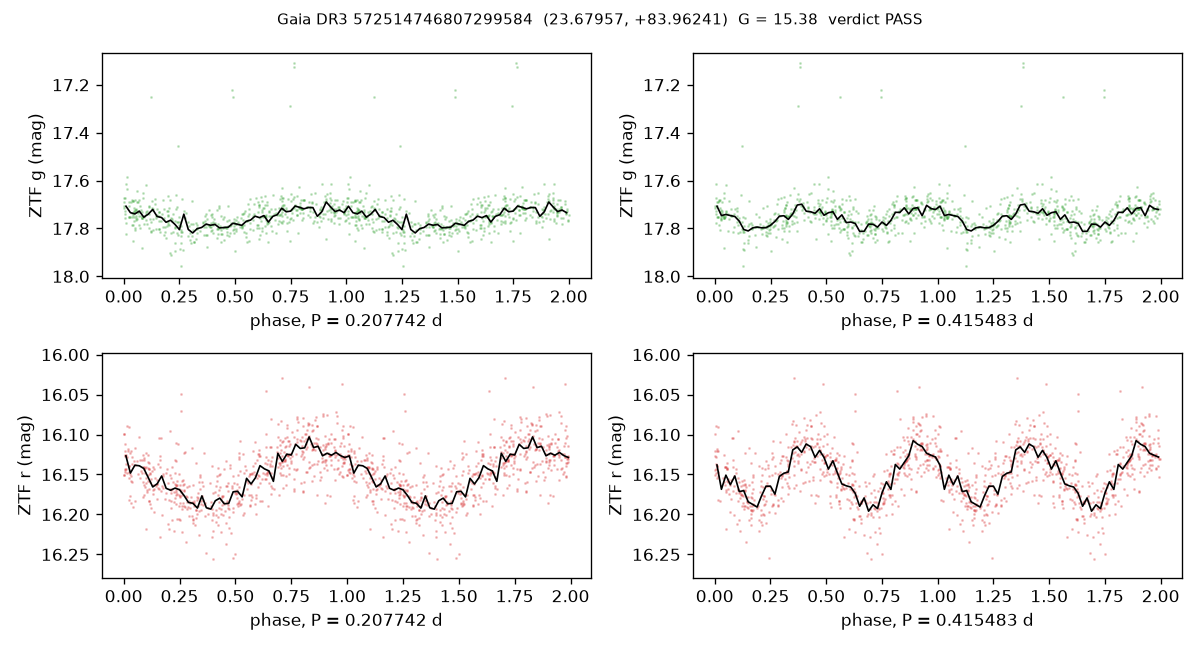 Gaia DR3 572514746807299584 (23.67957, +83.96241) G = 15.38 verdict PASS
ZTF g (mag)
17.2
17.4
17.6
17.8
18.0
0.00 0.25 0.50 0.75 1.00 1.25 1.50 1.75 2.00
phase, P = 0.207742 d
ZTF g (mag)
17.2
17.4
17.6
17.8
18.0
0.00 0.25 0.50 0.75 1.00 1.25 1.50 1.75 2.00
phase, P = 0.415483 d
ZTF r (mag)
16.00
16.05
16.10
16.15
16.20
16.25
0.00 0.25 0.50 0.75 1.00 1.25 1.50 1.75 2.00
phase, P = 0.207742 d
ZTF r (mag)
16.00
16.05
16.10
16.15
16.20
16.25
0.00 0.25 0.50 0.75 1.00 1.25 1.50 1.75 2.00
phase, P = 0.415483 d